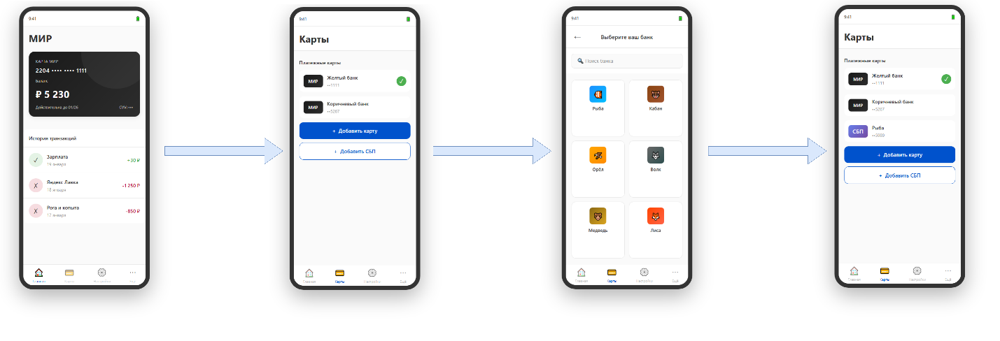 9:41
МИР
КАРТА МИР
2204 •••• •••• 1111
Баланс
₽ 5 230
Действительна до 01/26
CVV: •••
История транзакций
Зарплата
+30 ₽
19 января
Яндекс Лавка
-1 250 ₽
18 января
Рога и копыта
-850 ₽
17 января
Главная
Карты
Настройки
Ещё
9:41
Карты
Платежные карты
МИР
Желтый банк
••1111
МИР
Коричневый банк
••5267
+ Добавить карту
+ Добавить СБП
Главная
Карты
Настройки
Ещё
9:41
← Выберите ваш банк
Поиск банка
Рыба
Кабан
Орёл
Волк
Медведь
Лиса
Главная
Карты
Настройки
Ещё
9:41
Карты
Платежные карты
МИР
Желтый банк
••1111
МИР
Коричневый банк
••5267
СБП
Рыба
••5989
+ Добавить карту
+ Добавить СБП
Главная
Карты
Настройки
Ещё